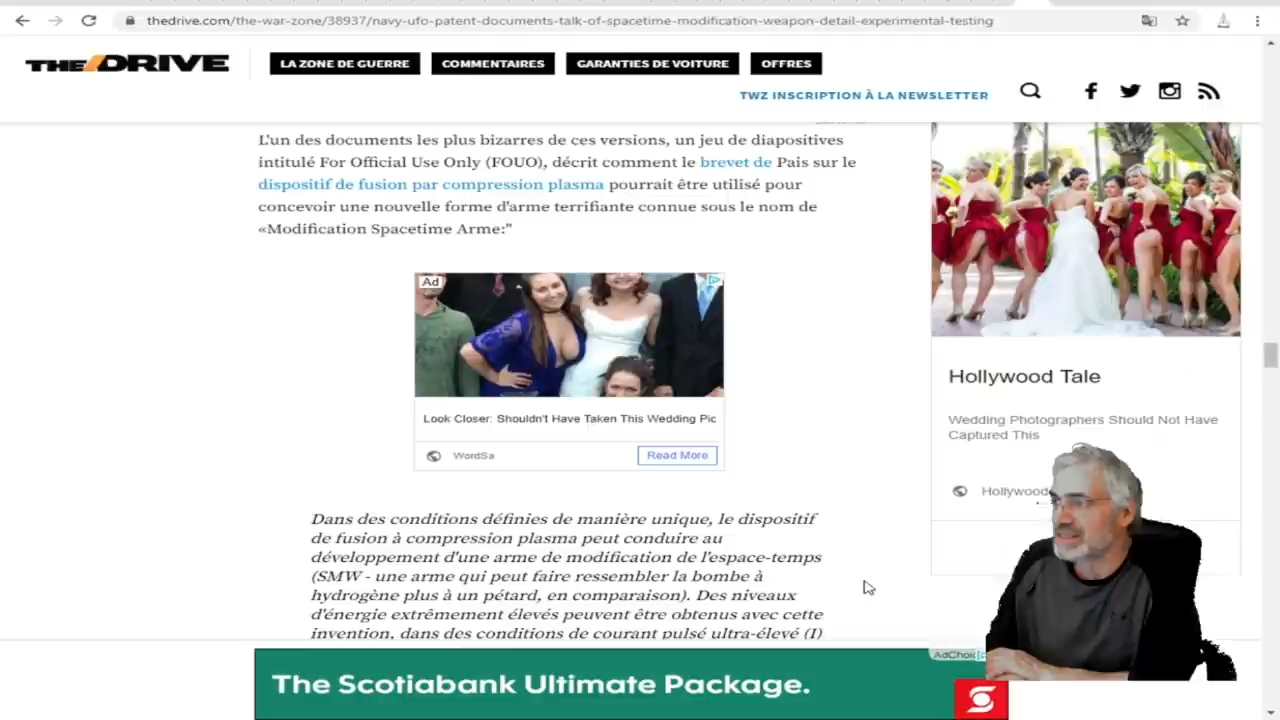 thedrive.com/the-war-zone/38937/navy-ufo-patent-documents-talk-of-spacetime-modification-weapon-detail-experimental-testing
THE/DRIVE
LA ZONE DE GUERRE
COMMENTAIRES
GARANTIES DE VOITURE
OFFRES
TWZ INSCRIPTION À LA NEWSLETTER
L'un des documents les plus bizarres de ces versions, un jeu de diapositives
intitulé For Official Use Only (FOUO), décrit comment le brevet de Pais sur le
dispositif de fusion par compression plasma pourrait être utilisé pour
concevoir une nouvelle forme d'arme terrifiante connue sous le nom de
«Modification Spacetime Arme:”
Ad
Look Closer: Shouldn't Have Taken This Wedding Pic
WordSa
Read More
Dans des conditions définies de manière unique, le dispositif
de fusion à compression plasma peut conduire au
développement d'une arme de modification de l'espace-temps
(SMW - une arme qui peut faire ressembler la bombe à
hydrogène plus à un pétard, en comparaison). Des niveaux
d'énergie extrêmement élevés peuvent être obtenus avec cette
invention, dans des conditions de courant pulsé ultra-élevé (I)
Hollywood Tale
Wedding Photographers Should Not Have
Captured This
Hollywood
AdChoic
The Scotiabank Ultimate Package.